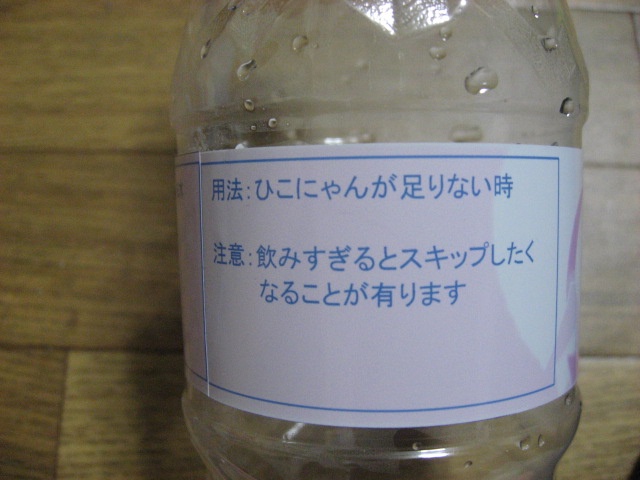 用法：ひこにゃんが足りない時
注意：飲みすぎるとスキップしたく
なることが有ります